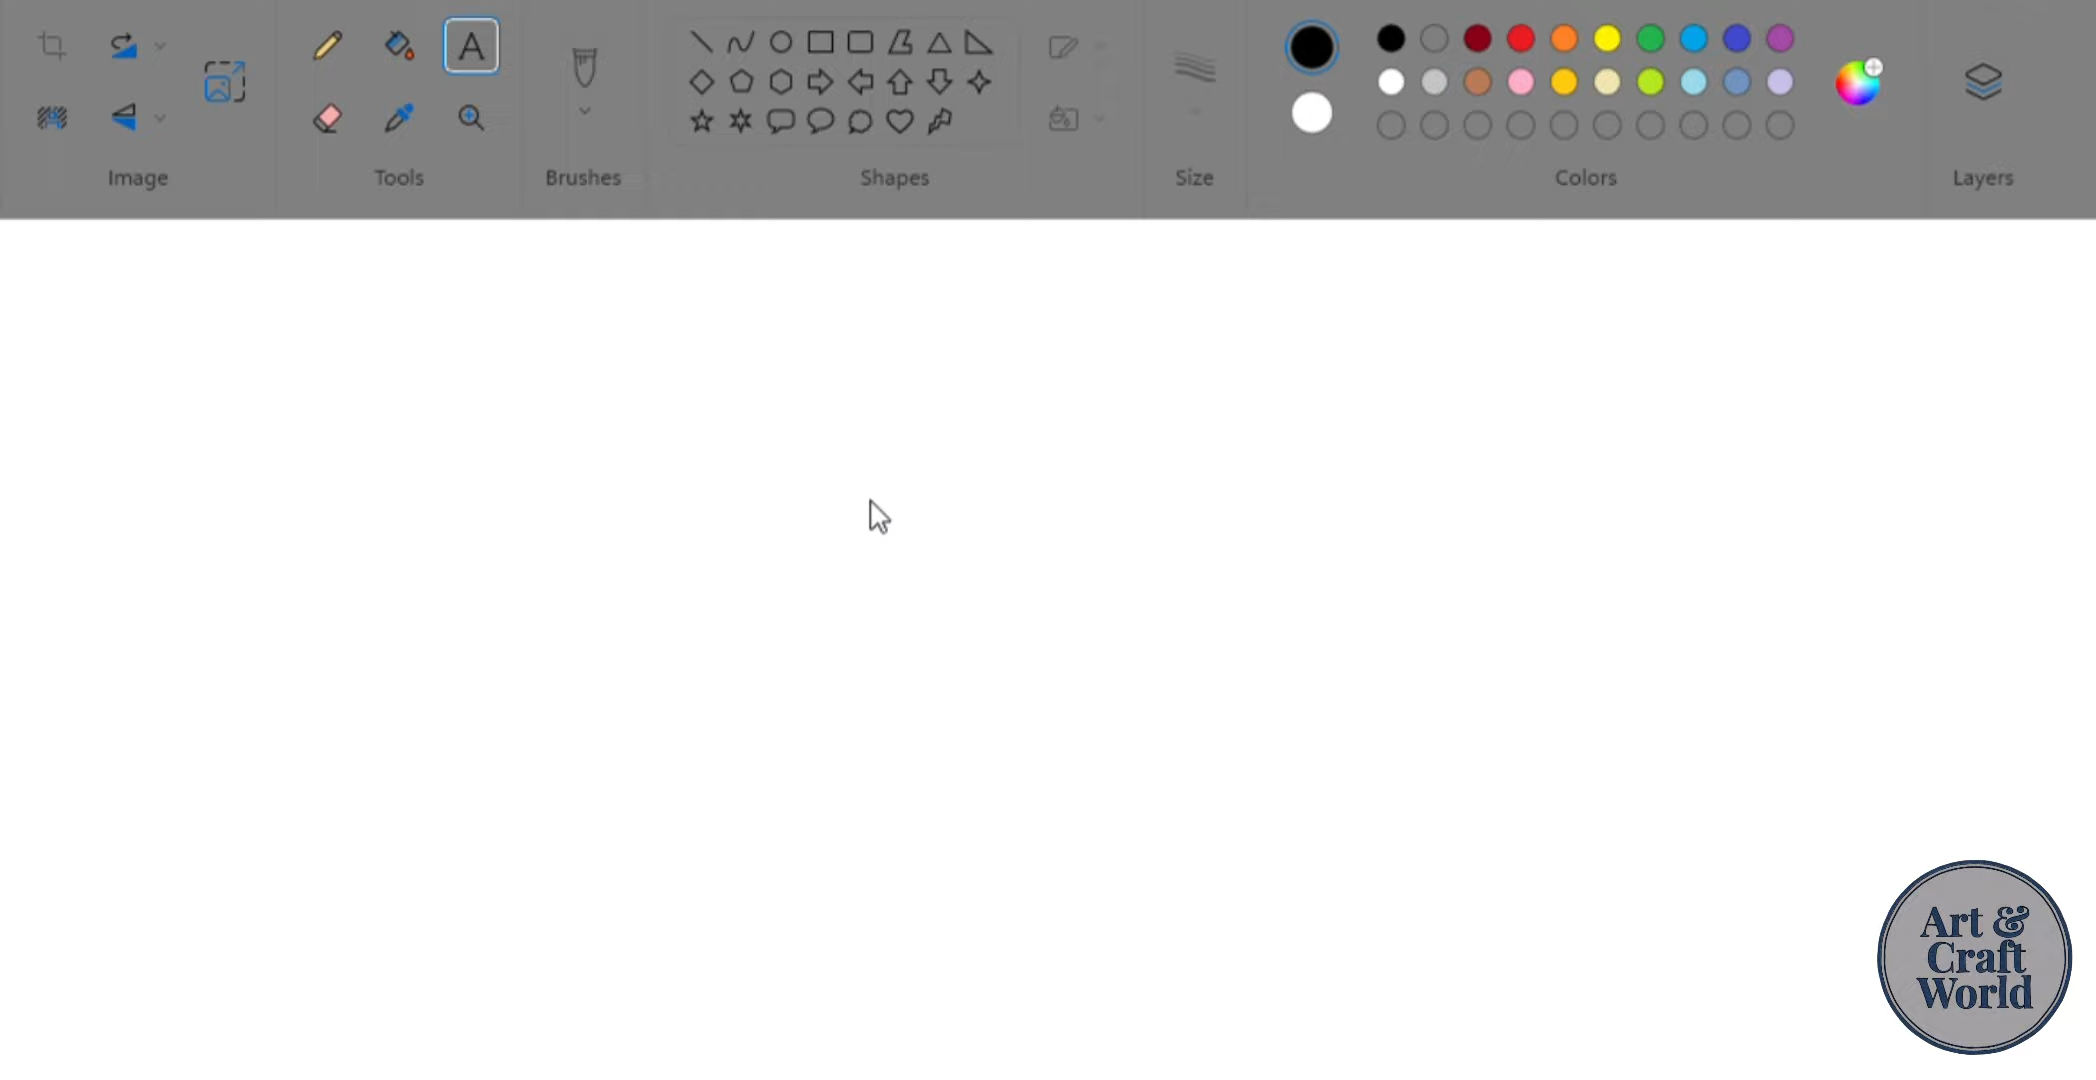 A
Image
Tools
Brushes
Shapes
Size
Colors
Layers
Art &
Craft
World